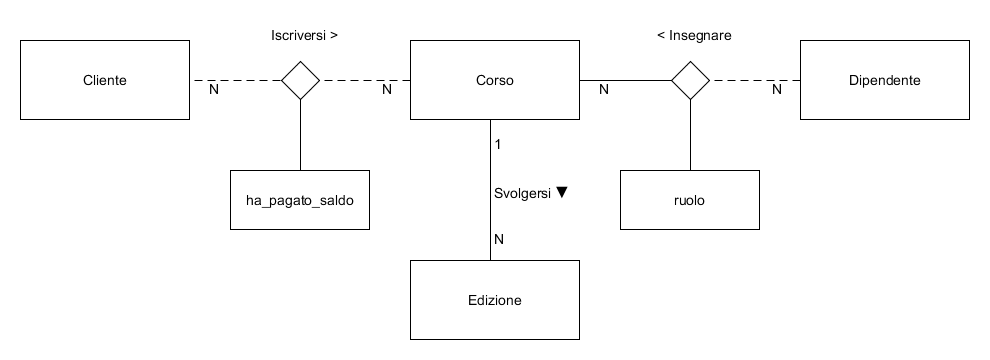 Iscriversi >
< Insegnare
Cliente
N
N
Corso
N
N
Dipendente
1
ha_pagato_saldo
Svolgersi ▼
ruolo
N
Edizione